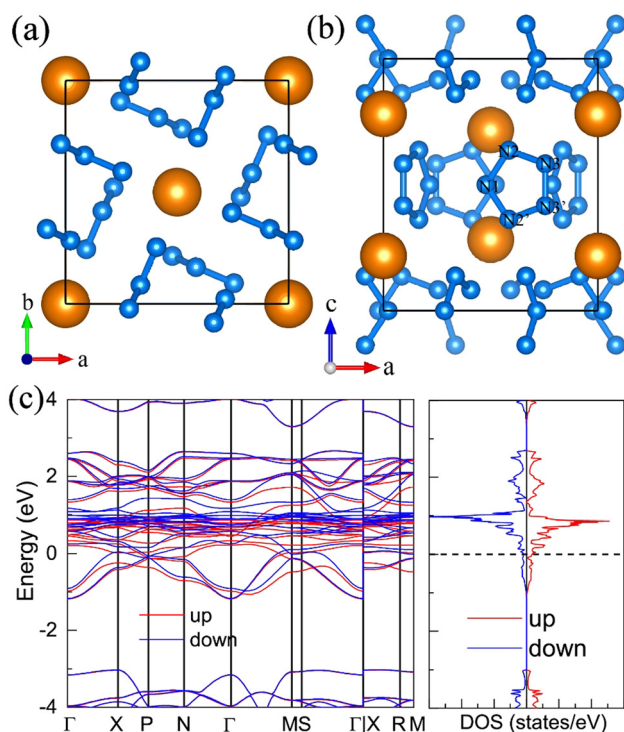 (a)
b
a
(b)
N2
N3
N1
N3'
N2'
c
a
(c)
4
2
0
-2
-4
Energy (eV)
up
down
Γ X P N Γ M S Γ|X R M
up
down
DOS (states/eV)